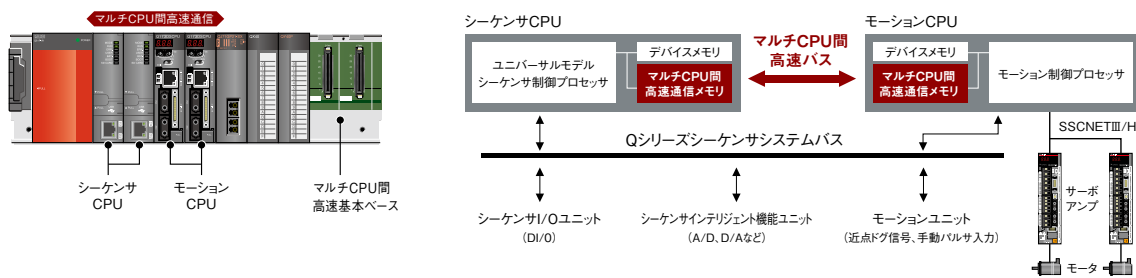 マルチCPU間高速通信
シーケンサ
CPU
モーション
CPU
マルチCPU間
高速基本ベース
シーケンサCPU
ユニバーサルモデル
シーケンサ制御プロセッサ
デバイスメモリ
マルチCPU間
高速通信メモリ
マルチCPU間
高速バス
モーションCPU
デバイスメモリ
マルチCPU間
高速通信メモリ
モーション制御プロセッサ
Qシリーズシーケンサシステムバス
SSCNETⅢ/H
シーケンサI/Oユニット
(DI/O)
シーケンサインテリジェント機能ユニット
(A/D、D/Aなど)
モーションユニット
(近点ドグ信号、手動パルサ入力)
サーボ
アンプ
モータ